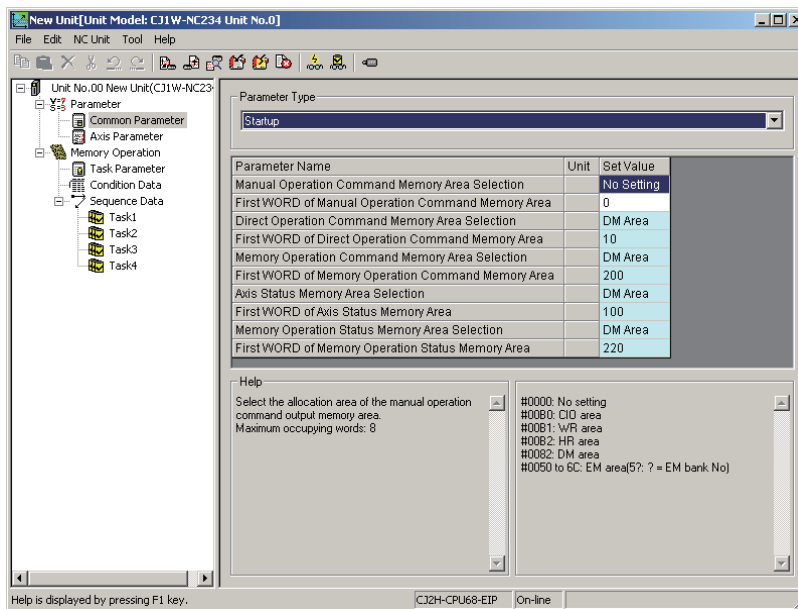 New Unit[Unit Model: CJ1W-NC234 Unit No.0]
File Edit NC Unit Tool Help
Unit No.00 New Unit(CJ1W-NC23
Parameter
Common Parameter
Axis Parameter
Memory Operation
Task Parameter
Condition Data
Sequence Data
Task1
Task2
Task3
Task4
Parameter Type
Startup
Parameter Name Unit Set Value
Manual Operation Command Memory Area Selection No Setting
First WORD of Manual Operation Command Memory Area 0
Direct Operation Command Memory Area Selection DM Area
First WORD of Direct Operation Command Memory Area 10
Memory Operation Command Memory Area Selection DM Area
First WORD of Memory Operation Command Memory Area 200
Axis Status Memory Area Selection DM Area
First WORD of Axis Status Memory Area 100
Memory Operation Status Memory Area Selection DM Area
First WORD of Memory Operation Status Memory Area 220
Help
Select the allocation area of the manual operation
command output memory area.
Maximum occupying words: 8
#0000: No setting
#00B0: CIO area
#00B1: WR area
#00B2: HR area
#0082: DM area
#0050 to 6C: EM area(5?: ? = EM bank No)
Help is displayed by pressing F1 key. CJ2H-CPU68-EIP On-line